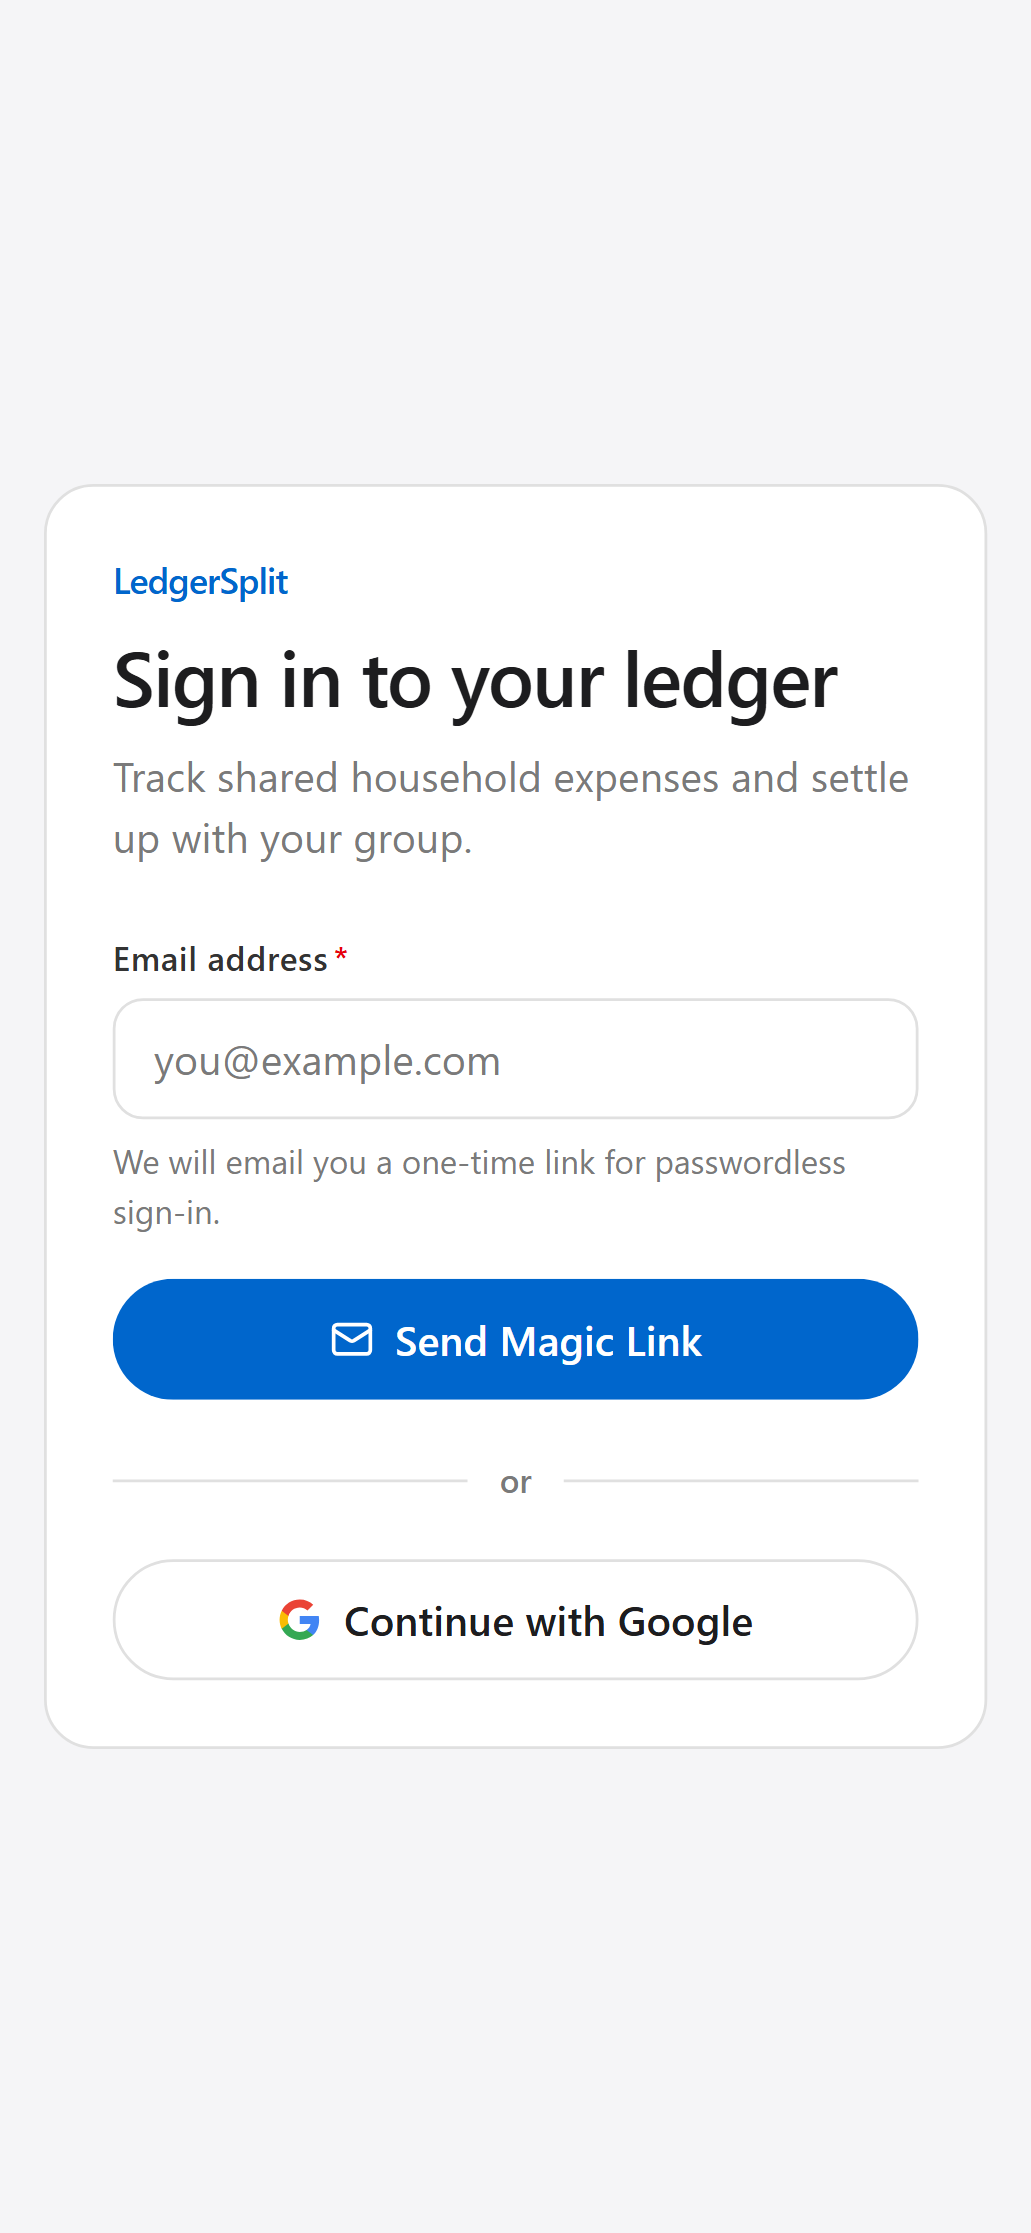 LedgerSplit
Sign in to your ledger
Track shared household expenses and settle
up with your group.
Email address *
you@example.com
We will email you a one-time link for passwordless
sign-in.
Send Magic Link
or
Continue with Google